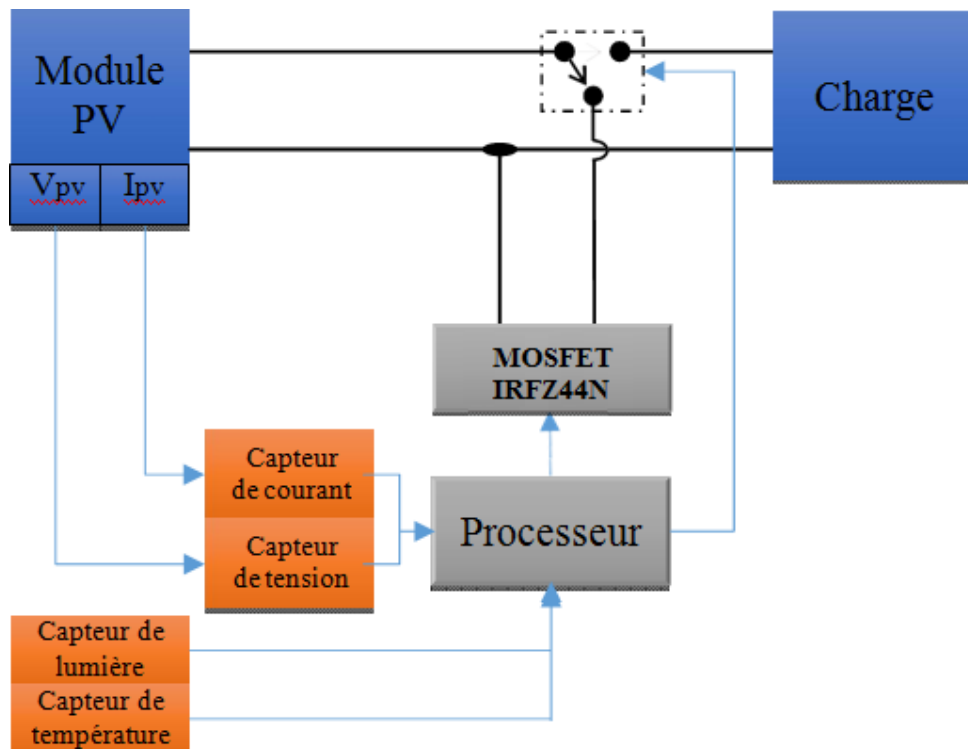 Module
PV
Charge
Vpv
Ipv
MOSFET
IRFZ44N
Capteur
de courant
Processeur
Capteur
de tension
Capteur de
lumière
Capteur de
température